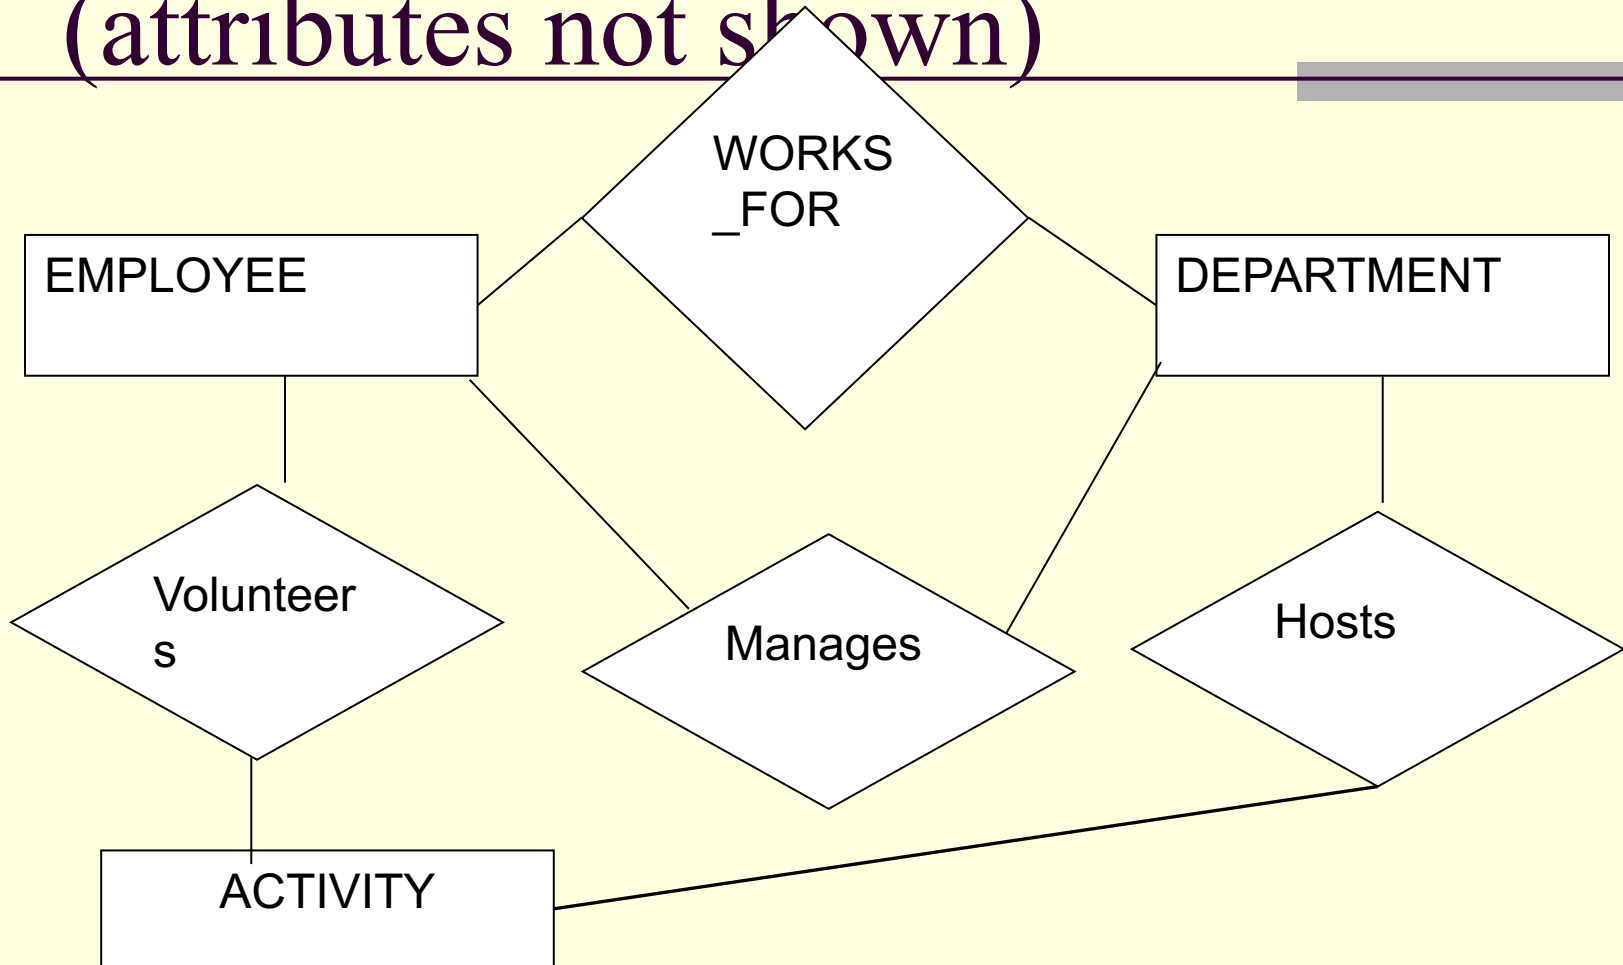 (attributes not shown)
WORKS
_FOR
EMPLOYEE
DEPARTMENT
Volunteer
s
Manages
Hosts
ACTIVITY